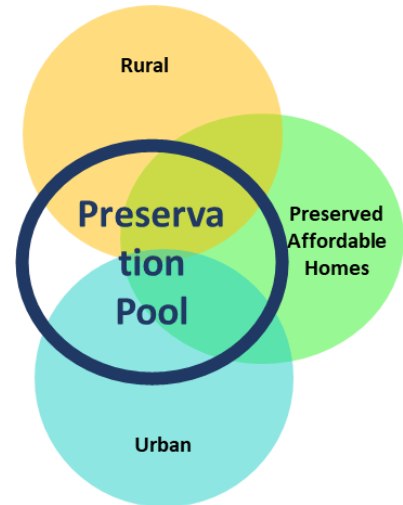 Rural
Preserva
tion
Pool
Preserved
Affordable
Homes
Urban